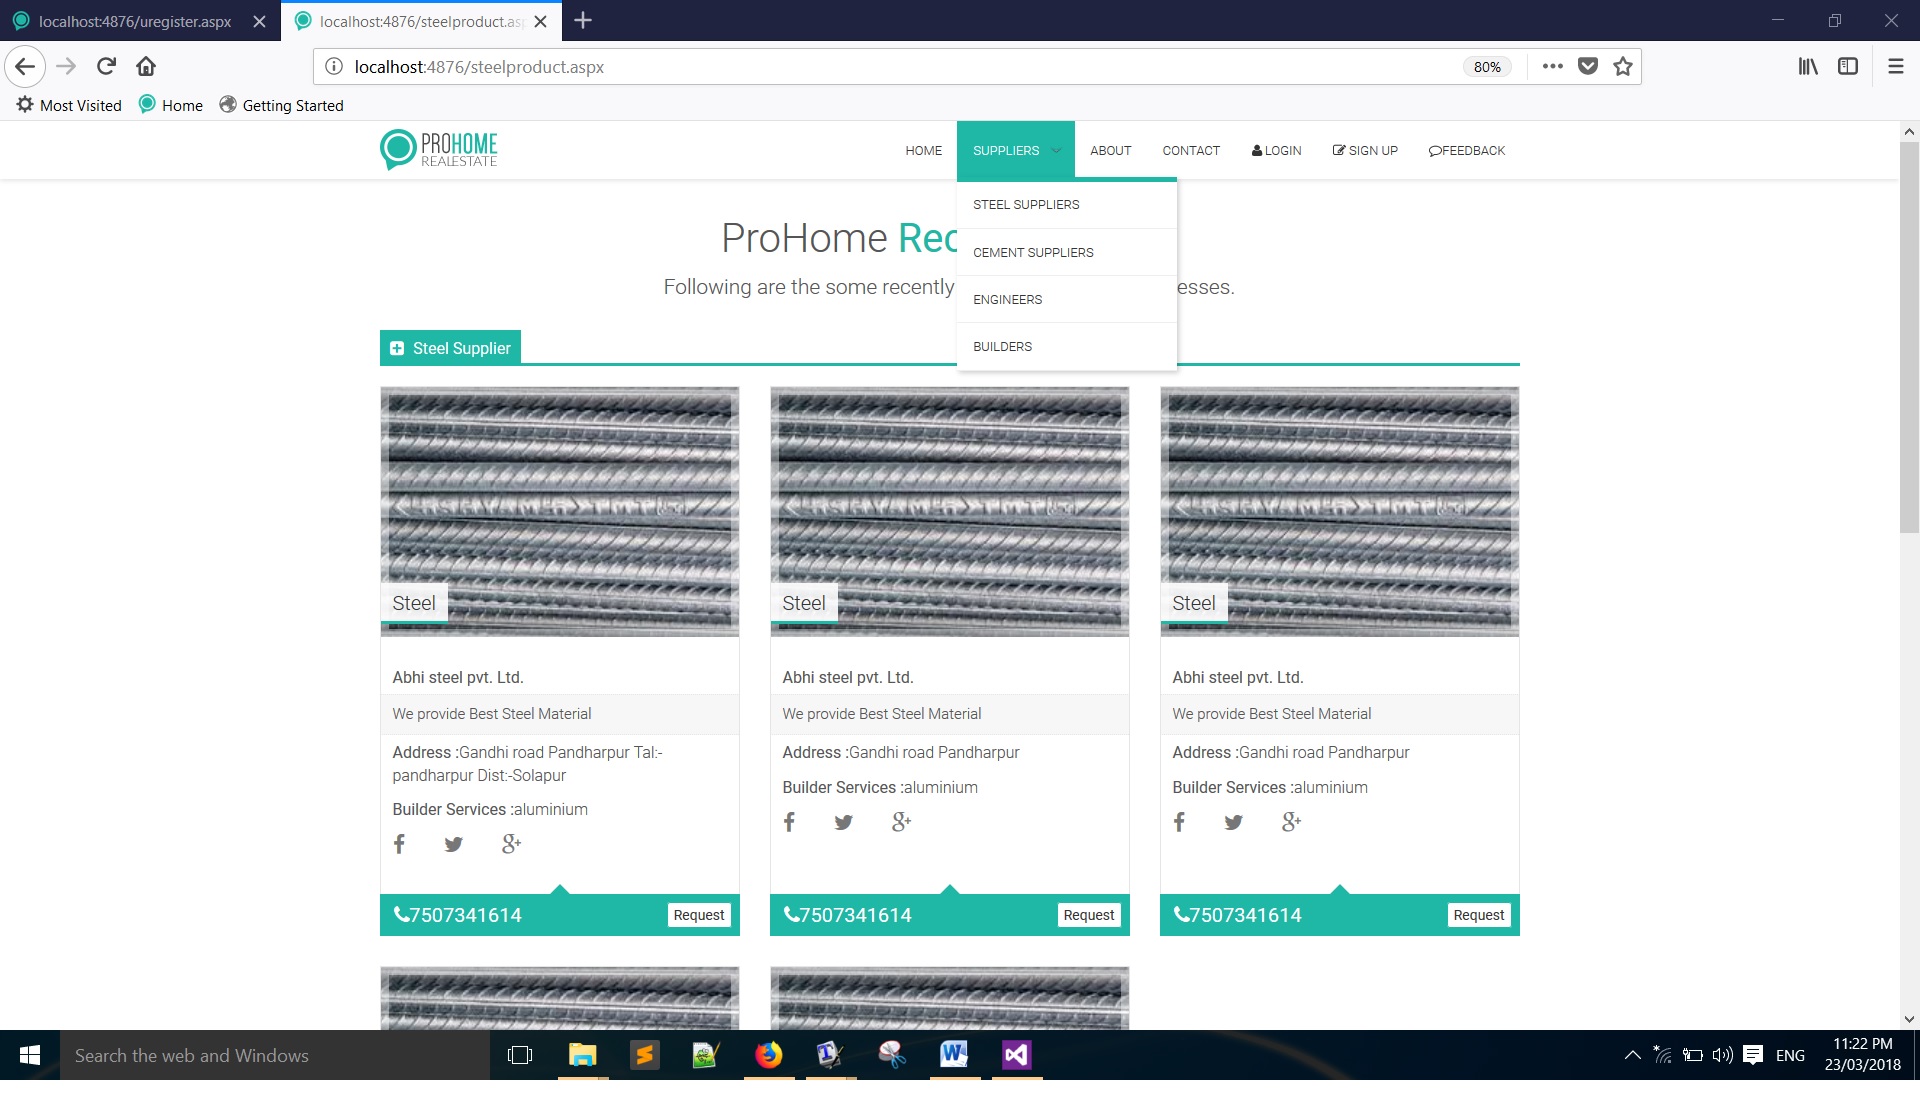 localhost:4876/uregister.aspx
localhost:4876/steelproduct.asp
localhost:4876/steelproduct.aspx
80%
Most Visited
Home
Getting Started
PROHOME
REALESTATE
HOME
SUPPLIERS
ABOUT
CONTACT
LOGIN
SIGN UP
FEEDBACK
STEEL SUPPLIERS
CEMENT SUPPLIERS
ENGINEERS
BUILDERS
ProHome Rec
Following are the some recently esses.
Steel Supplier
Steel
Steel
Steel
Abhi steel pvt. Ltd.
We provide Best Steel Material
Address :Gandhi road Pandharpur Tal:-
pandharpur Dist:-Solapur
Builder Services :aluminium
7507341614
Request
Abhi steel pvt. Ltd.
We provide Best Steel Material
Address :Gandhi road Pandharpur
Builder Services :aluminium
7507341614
Request
Abhi steel pvt. Ltd.
We provide Best Steel Material
Address :Gandhi road Pandharpur
Builder Services :aluminium
7507341614
Request
Search the web and Windows
ENG
11:22 PM
23/03/2018